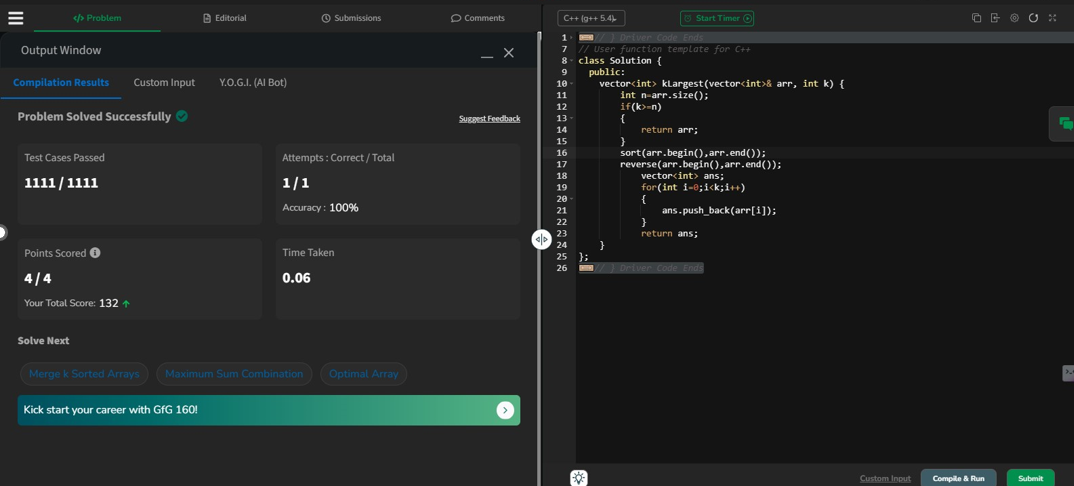 </> Problem
Editorial
Submissions
Comments
Output Window
Compilation Results
Custom Input
Y.O.G.I. (AI Bot)
Problem Solved Successfully
Suggest Feedback
Test Cases Passed
1111 / 1111
Attempts : Correct / Total
1 / 1
Accuracy : 100%
Points Scored
4 / 4
Your Total Score: 132
Time Taken
0.06
Solve Next
Merge k Sorted Arrays
Maximum Sum Combination
Optimal Array
Kick start your career with GfG 160!
C++ (g++ 5.4)
Start Timer
1 // } Driver Code Ends
7 // User function template for C++
8 class Solution {
9 public:
10 vector<int> kLargest(vector<int>& arr, int k) {
11 int n=arr.size();
12 if(k>=n)
13 {
14 return arr;
15 }
16 sort(arr.begin(),arr.end());
17 reverse(arr.begin(),arr.end());
18 vector<int> ans;
19 for(int i=0;i<k;i++)
20 {
21 ans.push_back(arr[i]);
22 }
23 return ans;
24 }
25 };
26 // } Driver Code Ends
Custom Input
Compile & Run
Submit